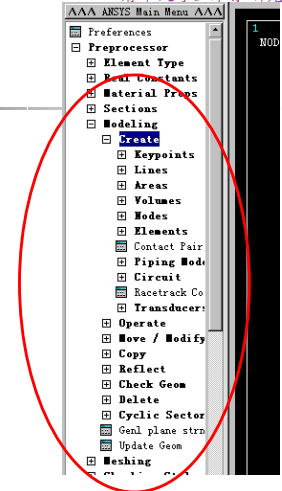 ANSYS Main Menu
Preferences
Preprocessor
Element Type
Real Constants
Material Props
Sections
Modeling
Create
Keypoints
Lines
Areas
Volumes
Nodes
Elements
Contact Pair
Piping Mode
Circuit
Racetrack Co
Transducers
Operate
Move / Modify
Copy
Reflect
Check Geom
Delete
Cyclic Sector
Genl plane strn
Update Geom
Meshing
1
NOD